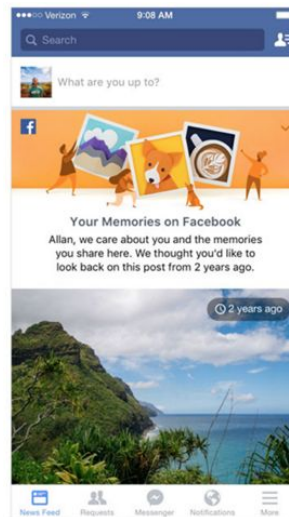 Verizon 9:08 AM
Search
What are you up to?
f
Your Memories on Facebook
Allan, we care about you and the memories
you share here. We thought you'd like to
look back on this post from 2 years ago.
2 years ago
News Feed Requests Messenger Notifications More